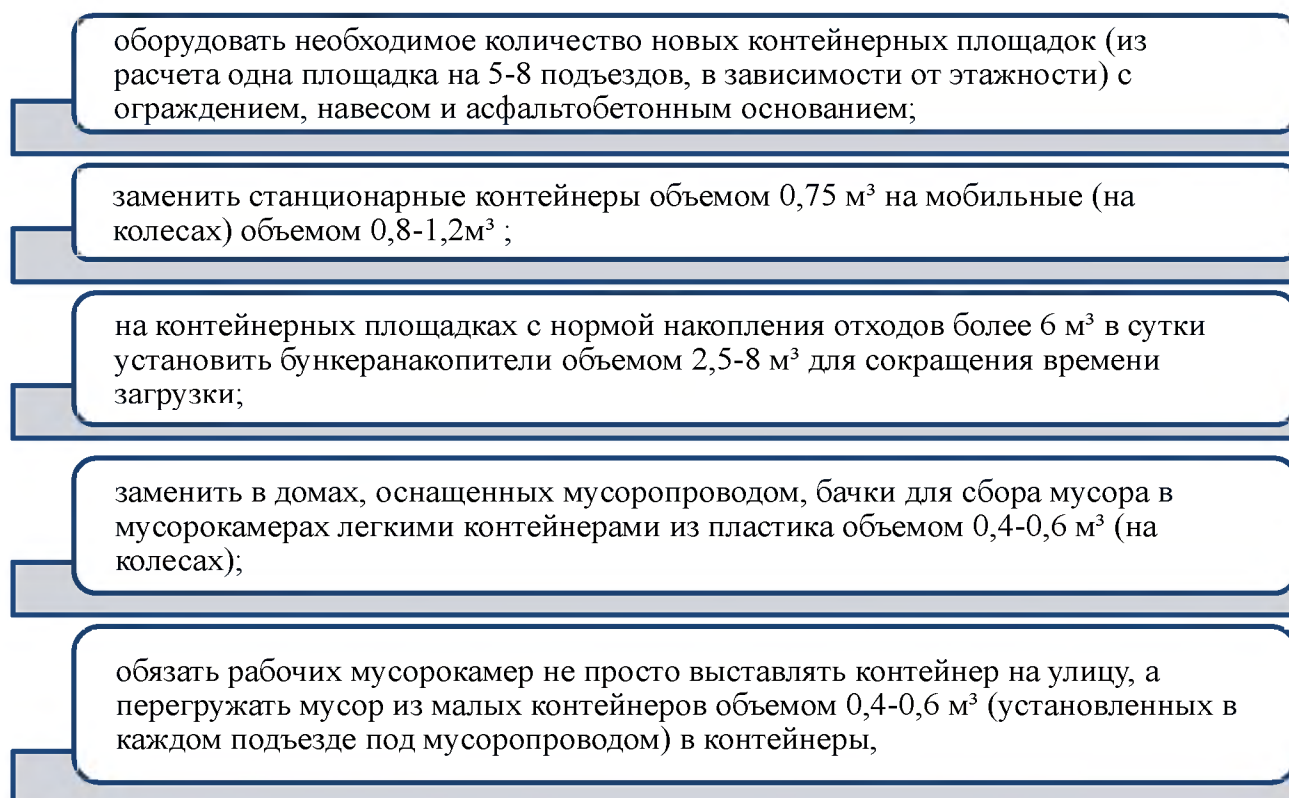 оборудовать необходимое количество новых контейнерных площадок (из
расчета одна площадка на 5-8 подъездов, в зависимости от этажности) с
ограждением, навесом и асфальтобетонным основанием;
заменить станционарные контейнеры объемом 0,75 м³ на мобильные (на
колесах) объемом 0,8-1,2м³ ;
на контейнерных площадках с нормой накопления отходов более 6 м³ в сутки
установить бункеранакопители объемом 2,5-8 м³ для сокращения времени
загрузки;
заменить в домах, оснащенных мусоропроводом, бачки для сбора мусора в
мусорокамерах легкими контейнерами из пластика объемом 0,4-0,6 м³ (на
колесах);
обязать рабочих мусорокамер не просто выставлять контейнер на улицу, а
перегружать мусор из малых контейнеров объемом 0,4-0,6 м³ (установленных в
каждом подъезде под мусоропроводом) в контейнеры,